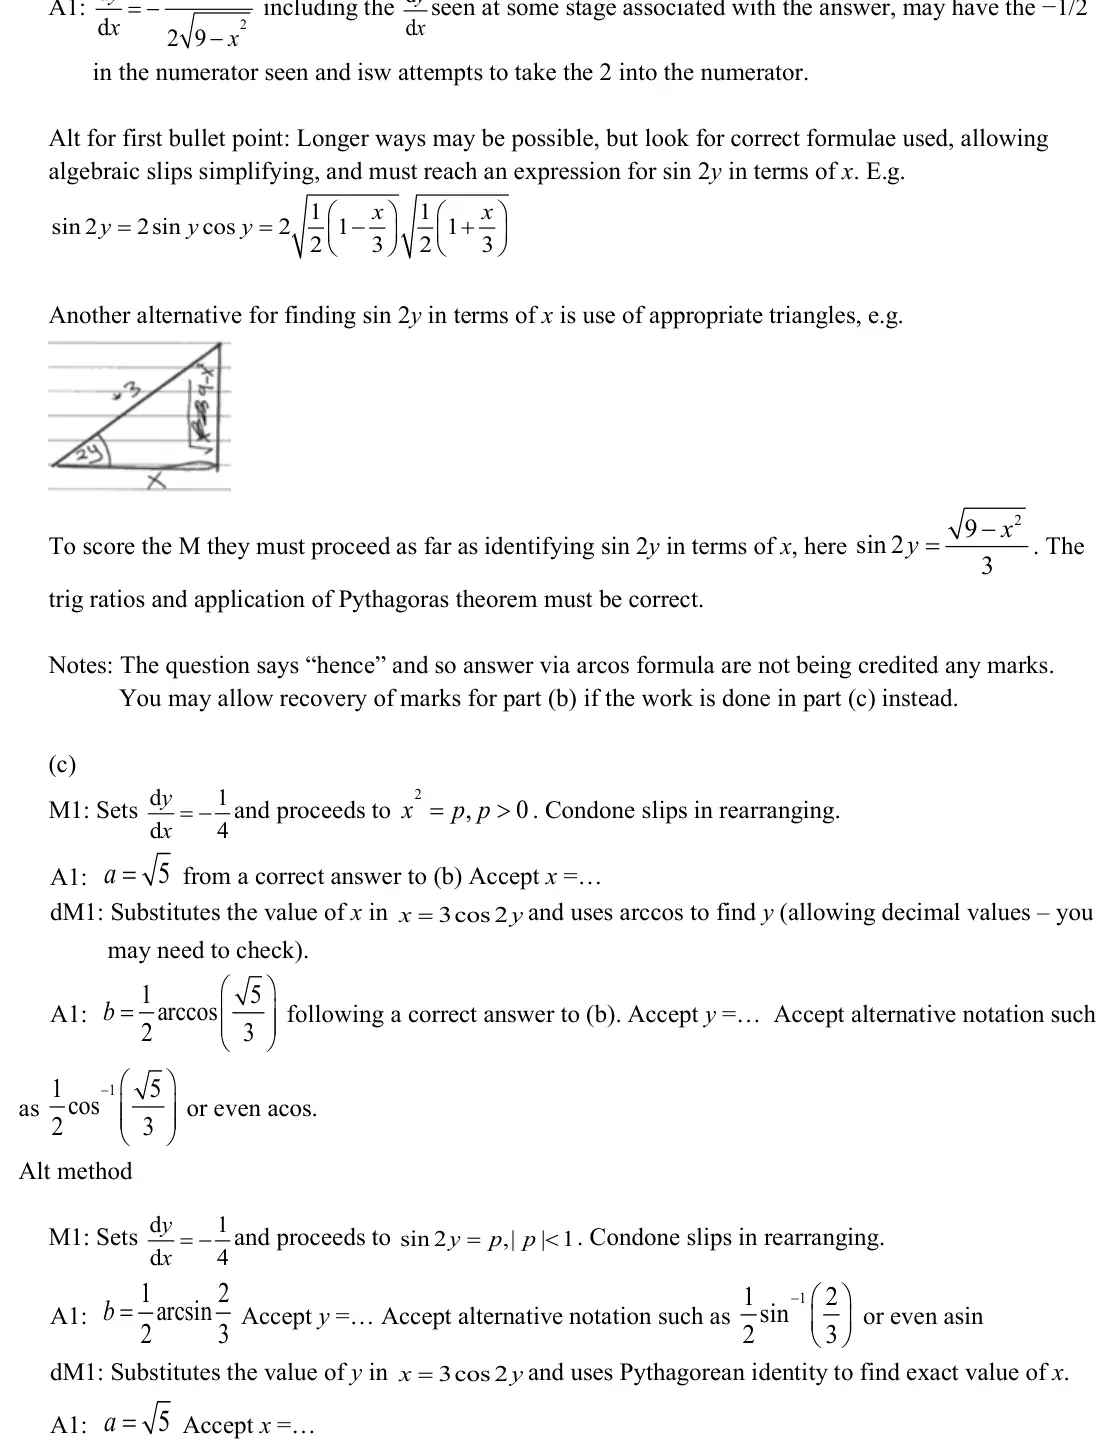 A1: dy/dx = − 1/(2√(9 − x²)) including the dy/dx seen at some stage associated with the answer, may have the −1/2
in the numerator seen and isw attempts to take the 2 into the numerator.
Alt for first bullet point: Longer ways may be possible, but look for correct formulae used, allowing
algebraic slips simplifying, and must reach an expression for sin 2y in terms of x. E.g.
sin 2y = 2 sin y cos y = 2√(1/2(1 − x/3))√(1/2(1 + x/3))
Another alternative for finding sin 2y in terms of x is use of appropriate triangles, e.g.
3
9-x²
2y
x
To score the M they must proceed as far as identifying sin 2y in terms of x, here sin 2y = √(9 − x²)/3 . The
trig ratios and application of Pythagoras theorem must be correct.
Notes: The question says “hence” and so answer via arcos formula are not being credited any marks.
You may allow recovery of marks for part (b) if the work is done in part (c) instead.
(c)
M1: Sets dy/dx = −1/4 and proceeds to x² = p, p > 0. Condone slips in rearranging.
A1: a = √5 from a correct answer to (b) Accept x =…
dM1: Substitutes the value of x in x = 3 cos 2y and uses arccos to find y (allowing decimal values – you
may need to check).
A1: b = 1/2 arccos(√5/3) following a correct answer to (b). Accept y =… Accept alternative notation such
as 1/2 cos⁻¹(√5/3) or even acos.
Alt method
M1: Sets dy/dx = −1/4 and proceeds to sin 2y = p,| p |< 1. Condone slips in rearranging.
A1: b = 1/2 arcsin 2/3 Accept y =… Accept alternative notation such as 1/2 sin⁻¹(2/3) or even asin
dM1: Substitutes the value of y in x = 3 cos 2y and uses Pythagorean identity to find exact value of x.
A1: a = √5 Accept x =…